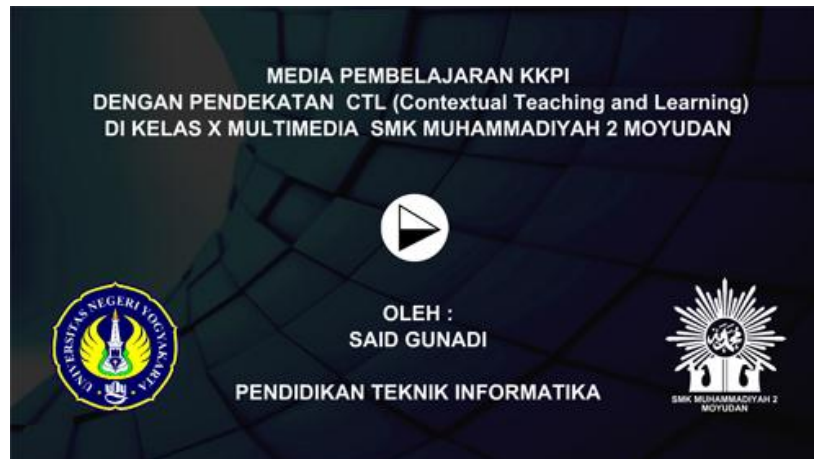 MEDIA PEMBELAJARAN KKPI
DENGAN PENDEKATAN CTL (Contextual Teaching and Learning)
DI KELAS X MULTIMEDIA SMK MUHAMMADIYAH 2 MOYUDAN
OLEH :
SAID GUNADI
PENDIDIKAN TEKNIK INFORMATIKA
UNIVERSITAS NEGERI YOGYAKARTA
SMK MUHAMMADIYAH 2
MOYUDAN